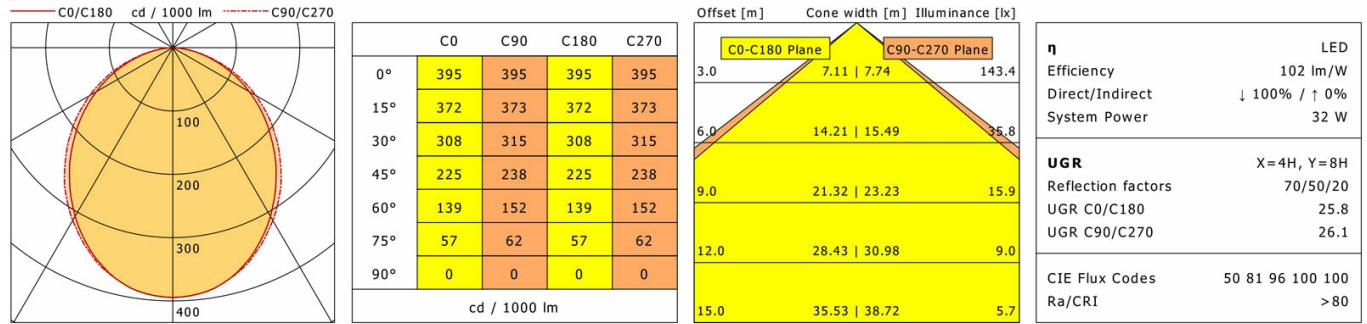 C0/C180 cd / 1000 lm C90/C270
100
200
300
400
C0 C90 C180 C270
0° 395 395 395 395
15° 372 373 372 373
30° 308 315 308 315
45° 225 238 225 238
60° 139 152 139 152
75° 57 62 57 62
90° 0 0 0 0
cd / 1000 lm
Offset [m] Cone width [m] Illuminance [lx]
C0-C180 Plane C90-C270 Plane
3.0 7.11 | 7.74 143.4
6.0 14.21 | 15.49 35.8
9.0 21.32 | 23.23 15.9
12.0 28.43 | 30.98 9.0
15.0 35.53 | 38.72 5.7
η LED
Efficiency 102 lm/W
Direct/Indirect ↓ 100% / ↑ 0%
System Power 32 W
UGR X=4H, Y=8H
Reflection factors 70/50/20
UGR C0/C180 25.8
UGR C90/C270 26.1
CIE Flux Codes 50 81 96 100 100
Ra/CRI >80